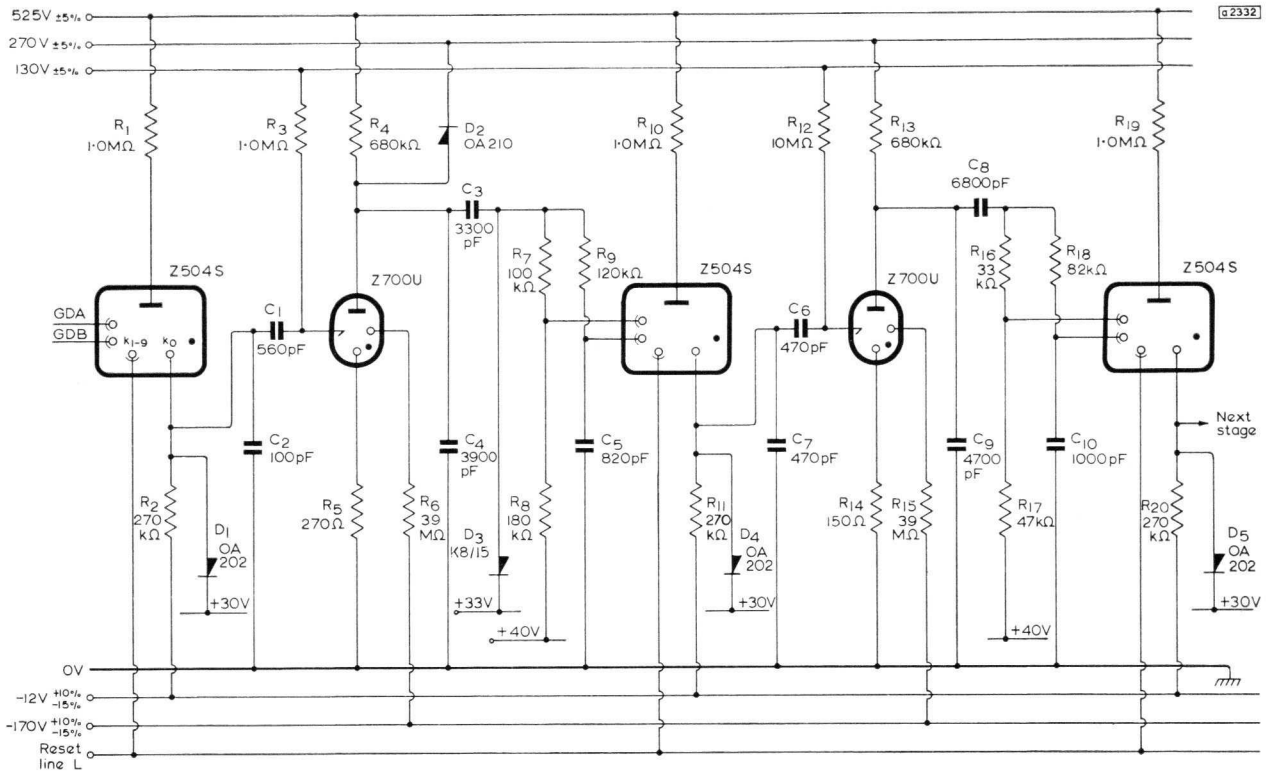 525V ±5%
a2332
270V ±5%
130V ±5%
R1
1·0MΩ
R3
1·0MΩ
R4
680kΩ
D2
OA210
R10
1·0MΩ
R12
10MΩ
R13
680kΩ
R19
1·0MΩ
C3
3300
pF
C8
6800pF
R7
100
kΩ
R9
120kΩ
R16
33
kΩ
R18
82kΩ
Z504S
Z700U
Z504S
Z700U
Z504S
GDA
GDB
k1-9
k0
C1
560pF
C6
470pF
C2
100pF
C4
3900
pF
C5
820pF
C7
470pF
C9
4700
pF
C10
1000pF
Next
stage
R2
270
kΩ
D1
OA
202
R5
270Ω
R6
39
MΩ
D3
K8/15
R8
180
kΩ
R11
270
kΩ
D4
OA
202
R14
150Ω
R15
39
MΩ
R17
47kΩ
R20
270
kΩ
D5
OA
202
+30V
+33V
+40V
+30V
+40V
+30V
0V
-12V +10%
-15%
-170V +10%
-15%
Reset
line L